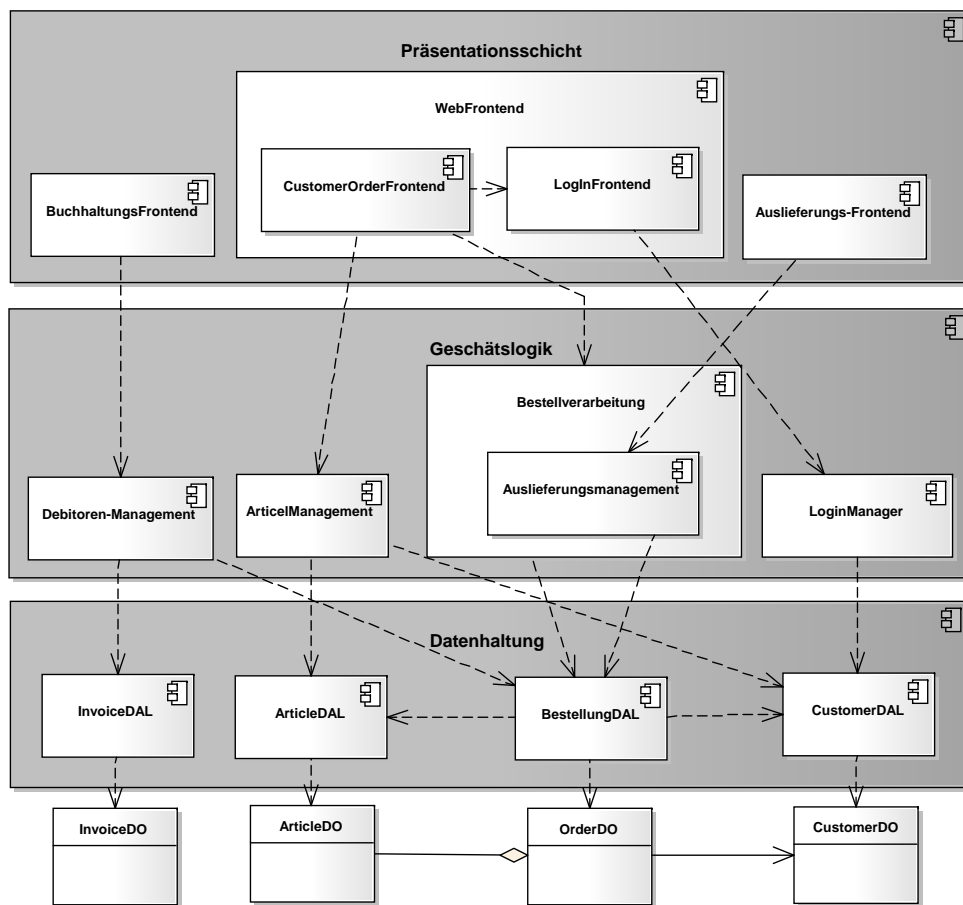 Präsentationsschicht
WebFrontend
CustomerOrderFrontend
LogInFrontend
BuchhaltungsFrontend
Auslieferungs-Frontend
Geschätslogik
Bestellverarbeitung
Auslieferungsmanagement
Debitoren-Management
ArticelManagement
LoginManager
Datenhaltung
InvoiceDAL
ArticleDAL
BestellungDAL
CustomerDAL
InvoiceDO
ArticleDO
OrderDO
CustomerDO